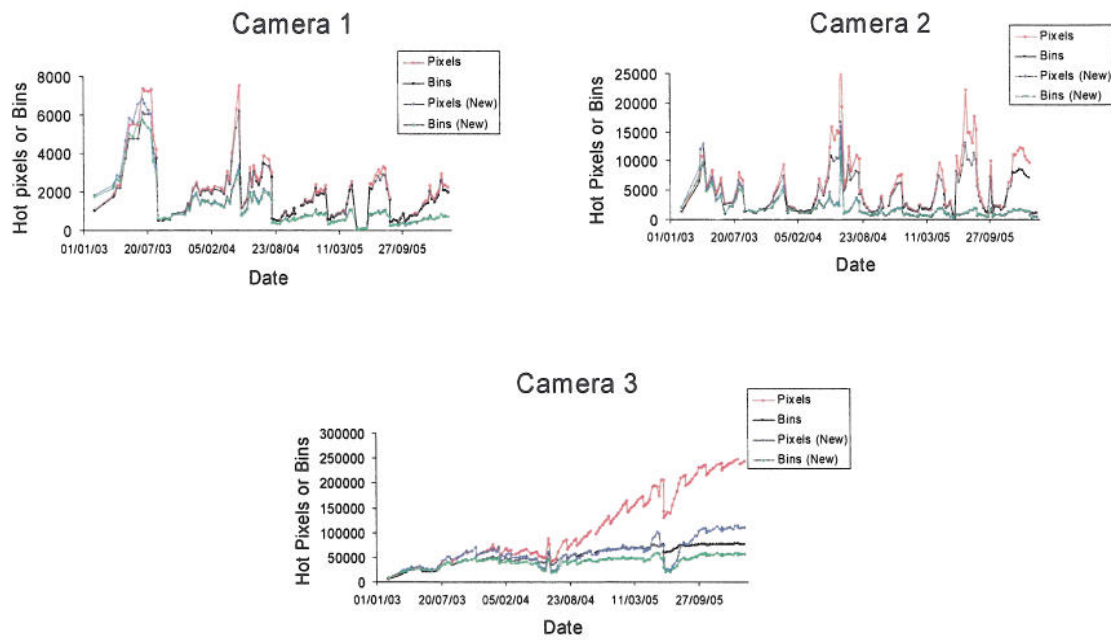 Camera 1
Pixels
Bins
Pixels (New)
Bins (New)
Hot pixels or Bins
8000
6000
4000
2000
0
01/01/03 20/07/03 05/02/04 23/08/04 11/03/05 27/09/05
Date
Camera 2
Pixels
Bins
Pixels (New)
Bins (New)
Hot Pixels or Bins
25000
20000
15000
10000
5000
0
01/01/03 20/07/03 05/02/04 23/08/04 11/03/05 27/09/05
Date
Camera 3
Pixels
Bins
Pixels (New)
Bins (New)
Hot Pixels or Bins
300000
250000
200000
150000
100000
50000
0
01/01/03 20/07/03 05/02/04 23/08/04 11/03/05 27/09/05
Date